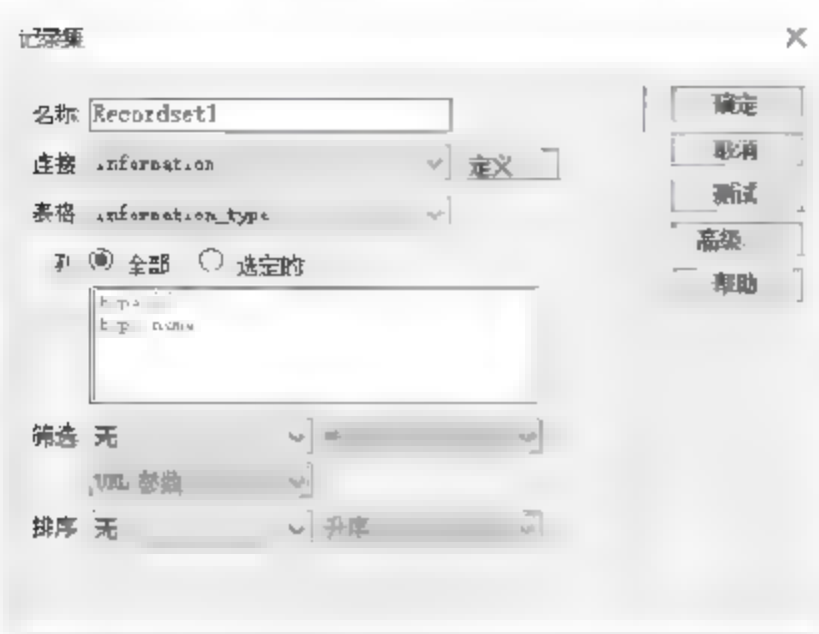 记录集
名称 Recordset1
确定
连接 information 定义
取消
表格 information_type
测试
列 全部 选定的
高级
帮助
type_name
筛选 无 =
URL 参数
排序 无 升序